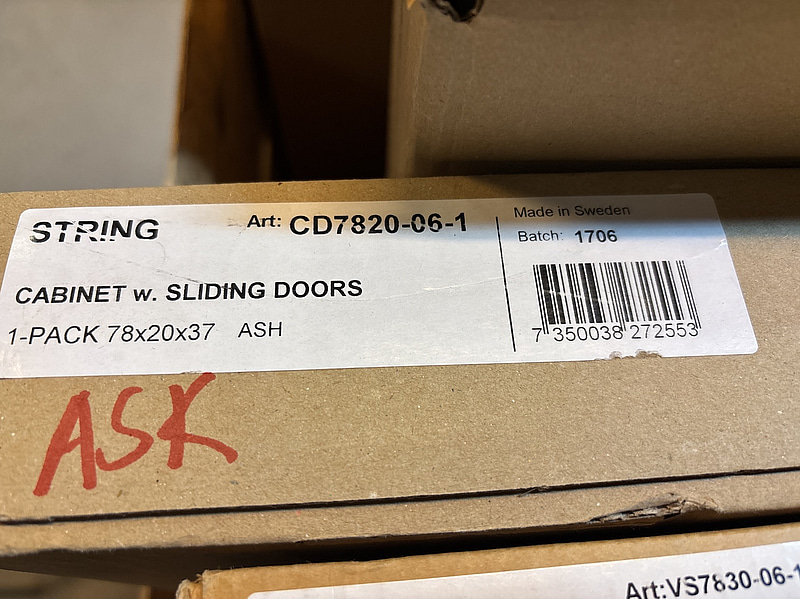 STRING Art: CD7820-06-1
Made in Sweden
Batch: 1706
CABINET w. SLIDING DOORS
1-PACK 78x20x37 ASH
7 350038 272553
ASK
Art:VS7830-06-1